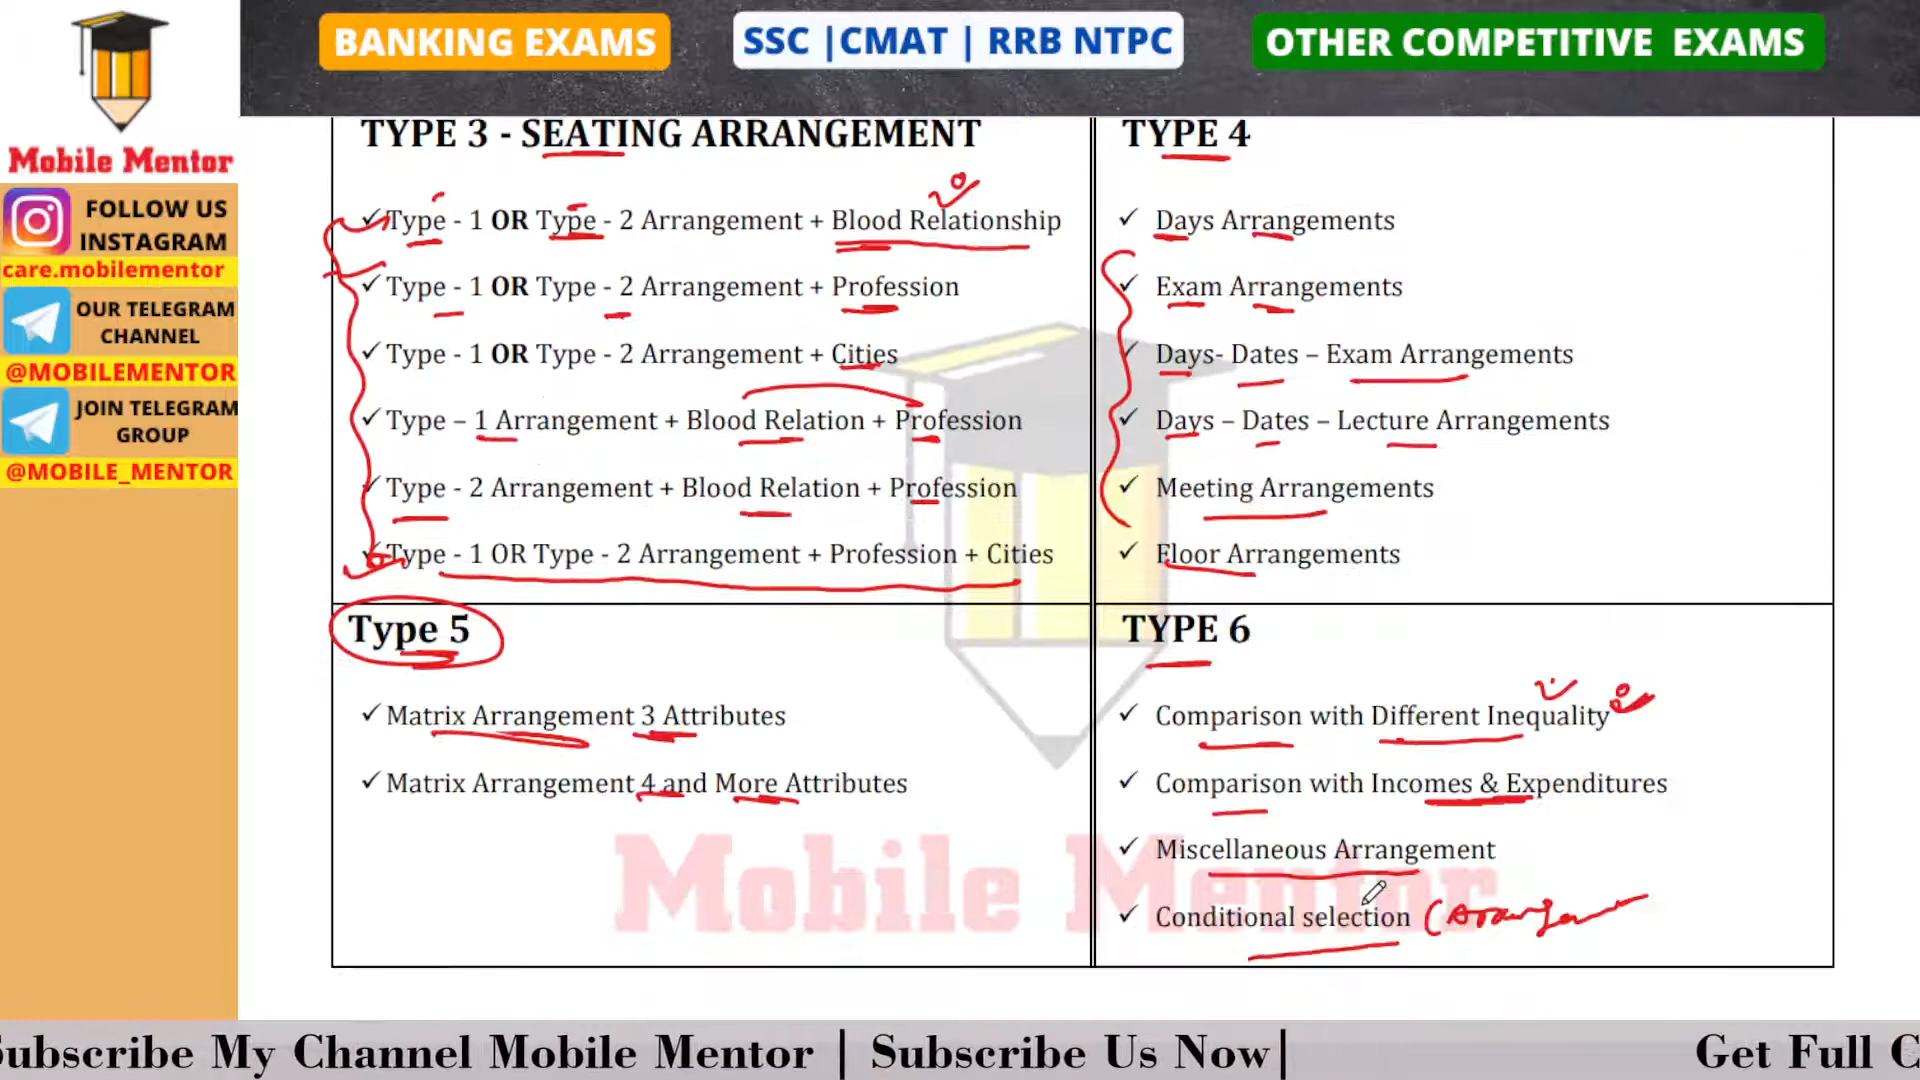 BANKING EXAMS
SSC |CMAT | RRB NTPC
OTHER COMPETITIVE EXAMS
Mobile Mentor
FOLLOW US
INSTAGRAM
care.mobilementor
OUR TELEGRAM
CHANNEL
@MOBILEMENTOR
JOIN TELEGRAM
GROUP
@MOBILE_MENTOR
TYPE 3 - SEATING ARRANGEMENT
✓ Type - 1 OR Type - 2 Arrangement + Blood Relationship
✓ Type - 1 OR Type - 2 Arrangement + Profession
✓ Type - 1 OR Type - 2 Arrangement + Cities
✓ Type – 1 Arrangement + Blood Relation + Profession
✓ Type - 2 Arrangement + Blood Relation + Profession
✓ Type - 1 OR Type - 2 Arrangement + Profession + Cities
TYPE 4
✓ Days Arrangements
✓ Exam Arrangements
✓ Days- Dates – Exam Arrangements
✓ Days – Dates – Lecture Arrangements
✓ Meeting Arrangements
✓ Floor Arrangements
Type 5
✓ Matrix Arrangement 3 Attributes
✓ Matrix Arrangement 4 and More Attributes
TYPE 6
✓ Comparison with Different Inequality
✓ Comparison with Incomes & Expenditures
✓ Miscellaneous Arrangement
✓ Conditional selection
Mobile Mentor
ubscribe My Channel Mobile Mentor | Subscribe Us Now| Get Full C